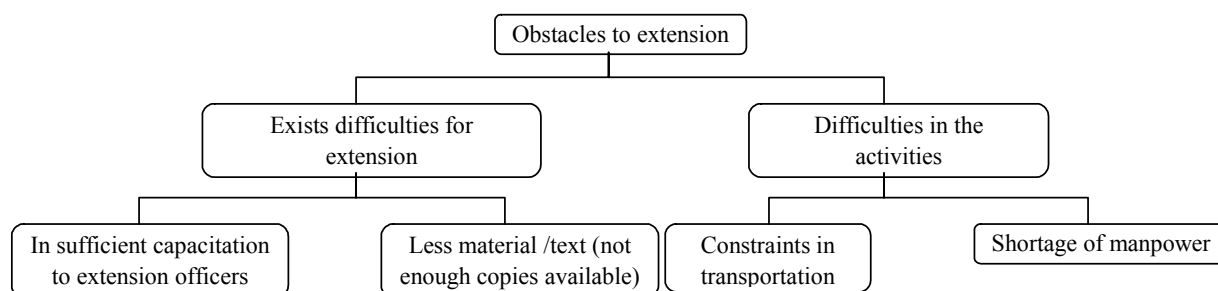 Obstacles to extension
Exists difficulties for
extension
Difficulties in the
activities
In sufficient capacitation
to extension officers
Less material /text (not
enough copies available)
Constraints in
transportation
Shortage of manpower